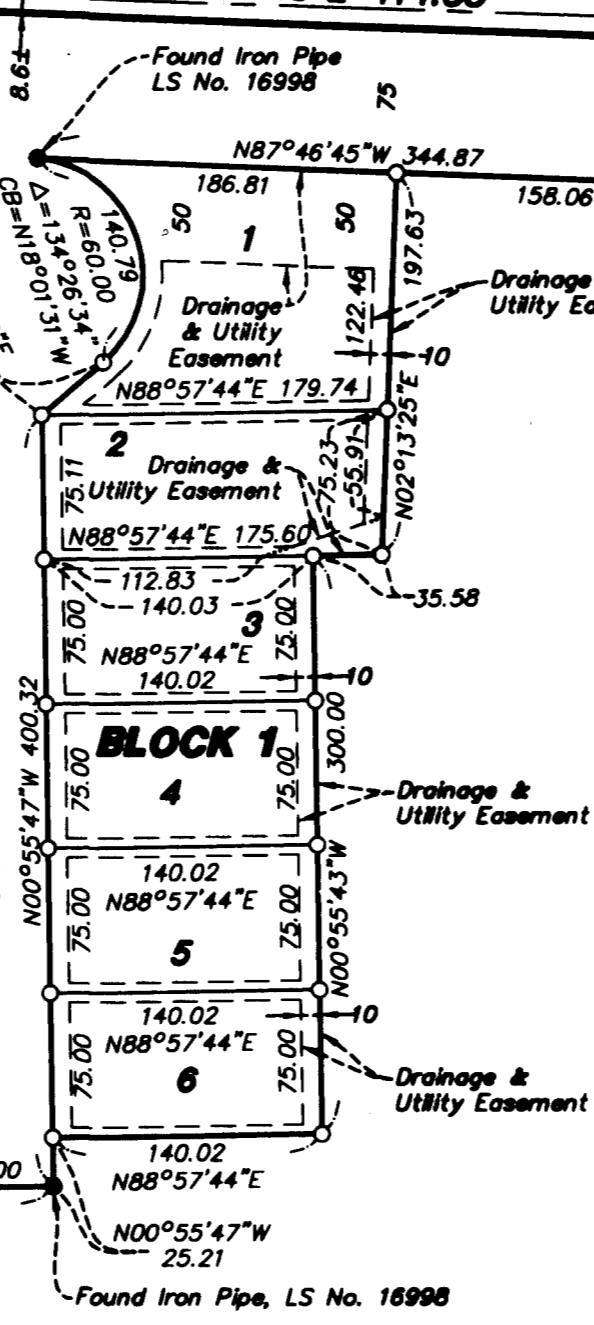 8.6±
Found Iron Pipe
LS No. 16998
75
N87°46'45"W 344.87
186.81
158.06
140.79
R=60.00
Δ=134°26'34"
CB=N18°01'31"W
50
50
1
197.63
Drainage
& Utility
Easement
122.46
Drainage
Utility
10
N88°57'44"E 179.74
2
75.11
Drainage &
Utility Easement
75.23
55.91
N02°13'25"E
N88°57'44"E 175.60
112.83
140.03
35.58
3
75.00
75.00
N88°57'44"E
140.02
10
N00°55'47"W 400.32
BLOCK 1
300.00
4
75.00
75.00
Drainage &
Utility Easement
140.02
N88°57'44"E
N00°55'43"W
75.00
75.00
5
140.02
10
N88°57'44"E
75.00
75.00
6
Drainage &
Utility Easement
140.02
N88°57'44"E
N00°55'47"W
25.21
Found Iron Pipe, LS No. 16998